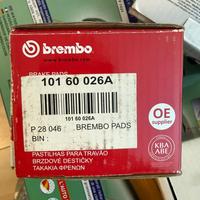 brembo
BRAKE PADS
101 60 026A
101 60 026A
P 28 046 : BREMBO PADS
BIN :
OE
supplier
KBA
ABE
PASTILHAS PARA TRAVÃO
BRZDOVÉ DESTIČKY
ΤΑΚΑΚΙΑ ΦΡΕΝΩΝ